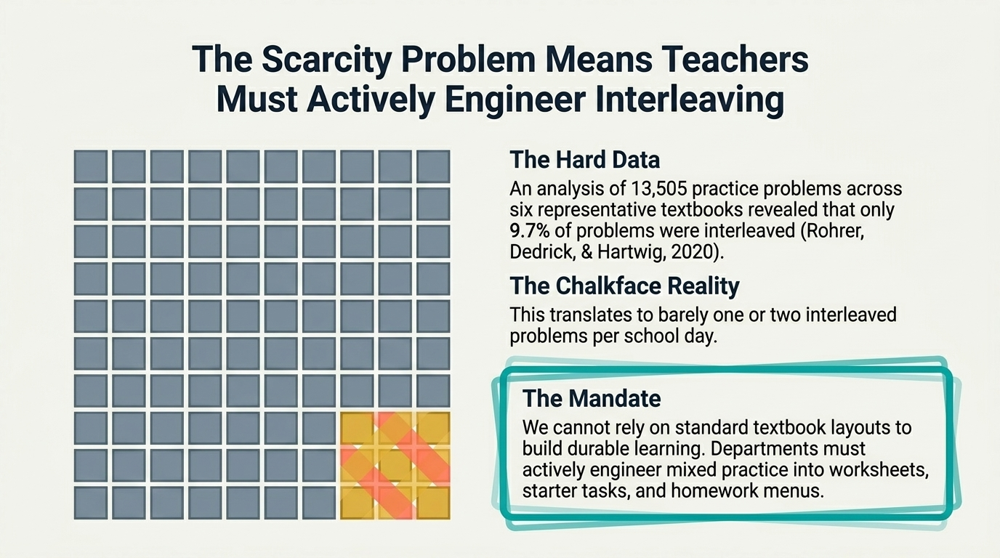 The Scarcity Problem Means Teachers
Must Actively Engineer Interleaving
The Hard Data
An analysis of 13,505 practice problems across
six representative textbooks revealed that only
9.7% of problems were interleaved (Rohrer,
Dedrick, & Hartwig, 2020).
The Chalkface Reality
This translates to barely one or two interleaved
problems per school day.
The Mandate
We cannot rely on standard textbook layouts to
build durable learning. Departments must
actively engineer mixed practice into worksheets,
starter tasks, and homework menus.